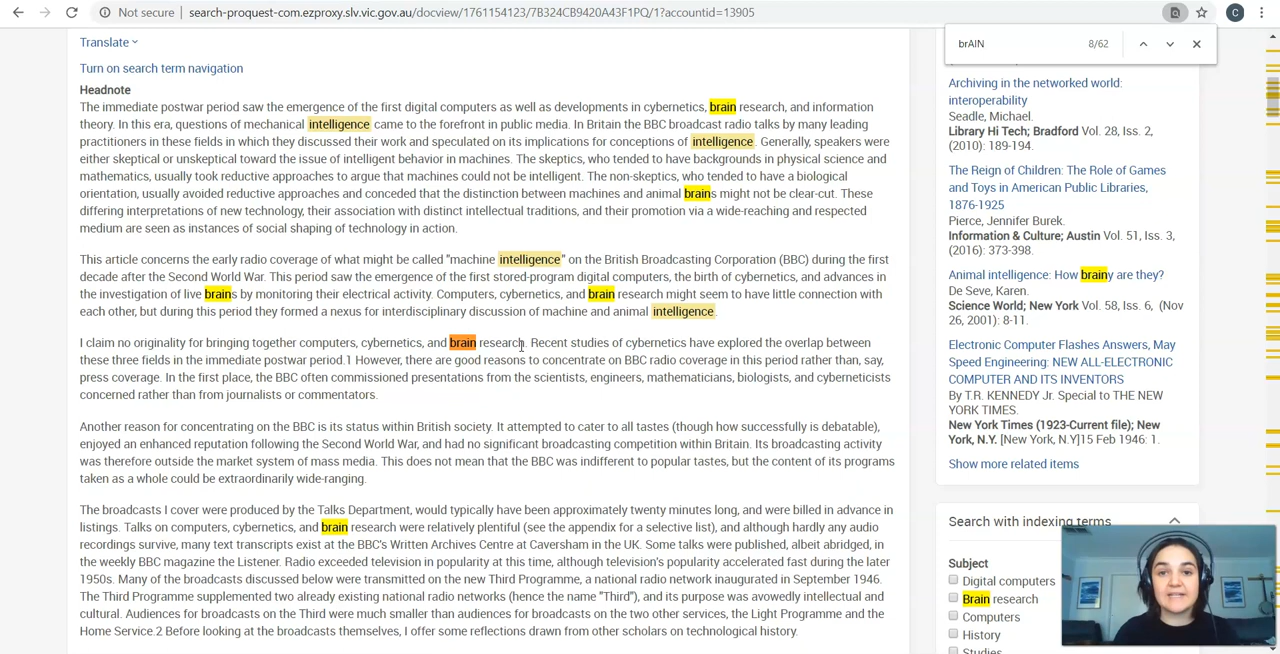 Not secure
search-proquest-com.ezproxy.slv.vic.gov.au/docview/1761154123/7B324CB9420A43F1PQ/1?accountid=13905
C
brAIN
8/62
Translate
Turn on search term navigation
Headnote
The immediate postwar period saw the emergence of the first digital computers as well as developments in cybernetics, brain research, and information
theory. In this era, questions of mechanical intelligence came to the forefront in public media in Britain the BBC broadcast radio talks by many leading
practitioners in these fields in which they discussed their work and speculated on its implications for conceptions of intelligence. Generally, speakers were
either skeptical or unskeptical toward the issue of intelligent behavior in machines. The skeptics, who tended to have backgrounds in physical science and
mathematics, usually took reductive approaches to argue that machines could not be intelligent. The non-skeptics, who tended to have a biological
orientation, usually avoided reductive approaches and conceded that the distinction between machines and animal brains might not be clear-cut. These
differing interpretations of new technology, their association with distinct intellectual traditions, and their promotion via a wide-reaching and respected
medium are seen as instances of social shaping of technology in action.
This article concerns the early radio coverage of what might be called "machine intelligence" on the British Broadcasting Corporation (BBC) during the first
decade after the Second World War. This period saw the emergence of the first stored-program digital computers, the birth of cybernetics, and advances in
the investigation of live brains by monitoring their electrical activity. Computers, cybernetics, and brain research might seem to have little connection with
each other, but during this period they formed a nexus for interdisciplinary discussion of machine and animal intelligence.
I claim no originality for bringing together computers, cybernetics, and brain research. Recent studies of cybernetics have explored the overlap between
these three fields in the immediate postwar period.1 However, there are good reasons to concentrate on BBC radio coverage in this period rather than, say,
press coverage. In the first place, the BBC often commissioned presentations from the scientists, engineers, mathematicians, biologists, and cyberneticists
concerned rather than from journalists or commentators.
Another reason for concentrating on the BBC is its status within British society. It attempted to cater to all tastes (though how successfully is debatable),
enjoyed an enhanced reputation following the Second World War, and had no significant broadcasting competition within Britain. Its broadcasting activity
was therefore outside the market system of mass media. This does not mean that the BBC was indifferent to popular tastes, but the content of its programs
taken as a whole could be extraordinarily wide-ranging.
The broadcasts I cover were produced by the Talks Department, would typically have been approximately twenty minutes long, and were billed in advance in
listings. Talks on computers, cybernetics, and brain research were relatively plentiful (see the appendix for a selective list), and although hardly any audio
recordings survive, many text transcripts exist at the BBC's Written Archives Centre at Caversham in the UK. Some talks were published, albeit abridged, in
the weekly BBC magazine the Listener. Radio exceeded television in popularity at this time, although television's popularity accelerated fast during the later
1950s. Many of the broadcasts discussed below were transmitted on the new Third Programme, a national radio network inaugurated in September 1946.
The Third Programme supplemented two already existing national radio networks (hence the name "Third"), and its purpose was avowedly intellectual and
cultural. Audiences for broadcasts on the Third were much smaller than audiences for broadcasts on the two other services, the Light Programme and the
Home Service.2 Before looking at the broadcasts themselves, I offer some reflections drawn from other scholars on technological history.
Archiving in the networked world:
interoperability
Seadle, Michael.
Library Hi Tech; Bradford Vol. 28, Iss. 2,
(2010): 189-194.
The Reign of Children: The Role of Games
and Toys in American Public Libraries,
1876-1925
Pierce, Jennifer Burek.
Information & Culture; Austin Vol. 51, Iss. 3,
(2016): 373-398.
Animal intelligence: How brainy are they?
De Seve, Karen.
Science World; New York Vol. 58, Iss. 6, (Nov
26, 2001): 8-11.
Electronic Computer Flashes Answers, May
Speed Engineering: NEW ALL-ELECTRONIC
COMPUTER AND ITS INVENTORS
By T.R. KENNEDY Jr. Special to THE NEW
YORK TIMES.
New York Times (1923-Current file); New
York, N.Y. [New York, N.Y]15 Feb 1946: 1.
Show more related items
Search with indexing terms
Subject
Digital computers
Brain research
Computers
History
Studies